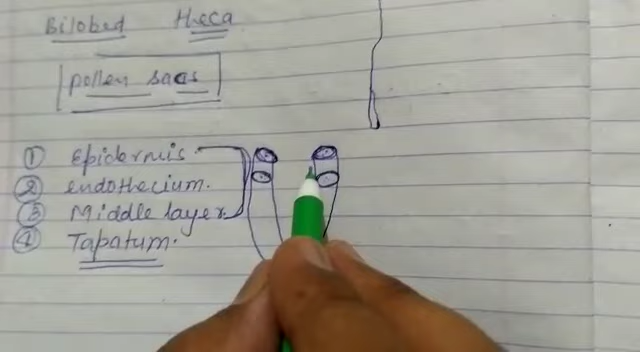 Bilobed Theca
pollen sacs
① Epidermis.
② endothecium.
③ Middle layer.
④ Tapatum.